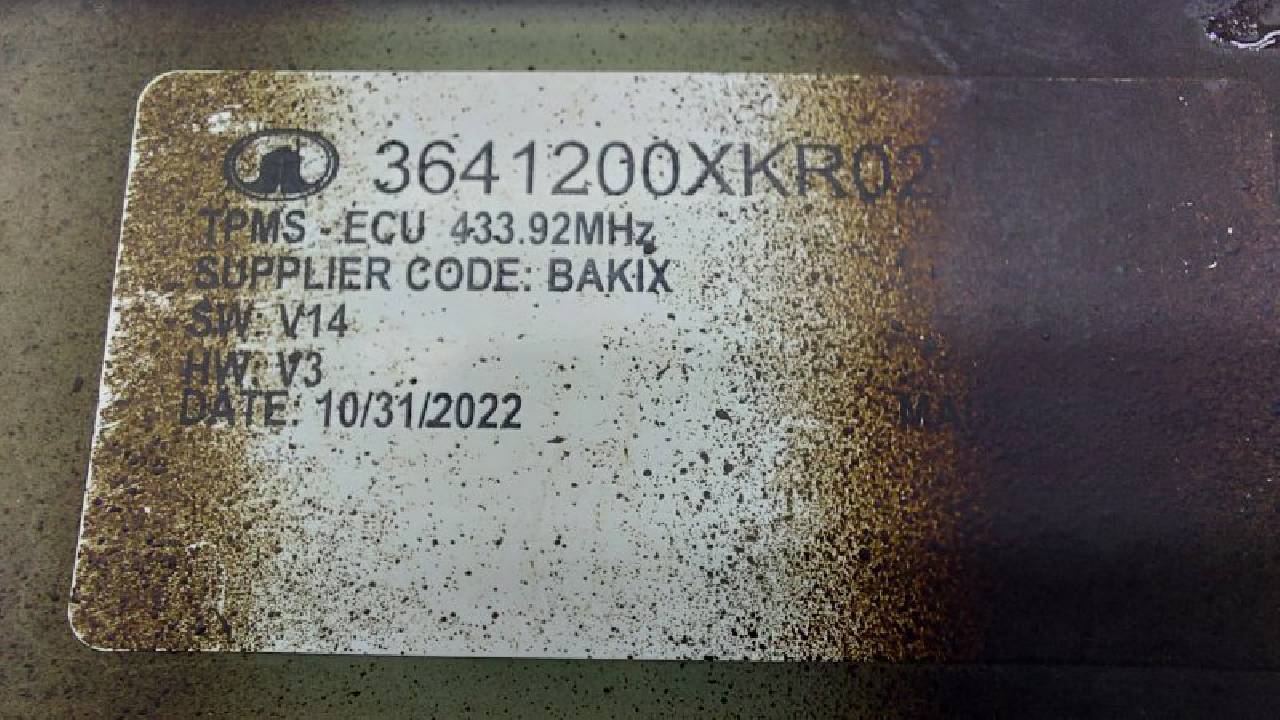 3641200XKR02
TPMS - ECU 433.92MHz
SUPPLIER CODE: BAKIX
SW: V14
HW: V3
DATE: 10/31/2022